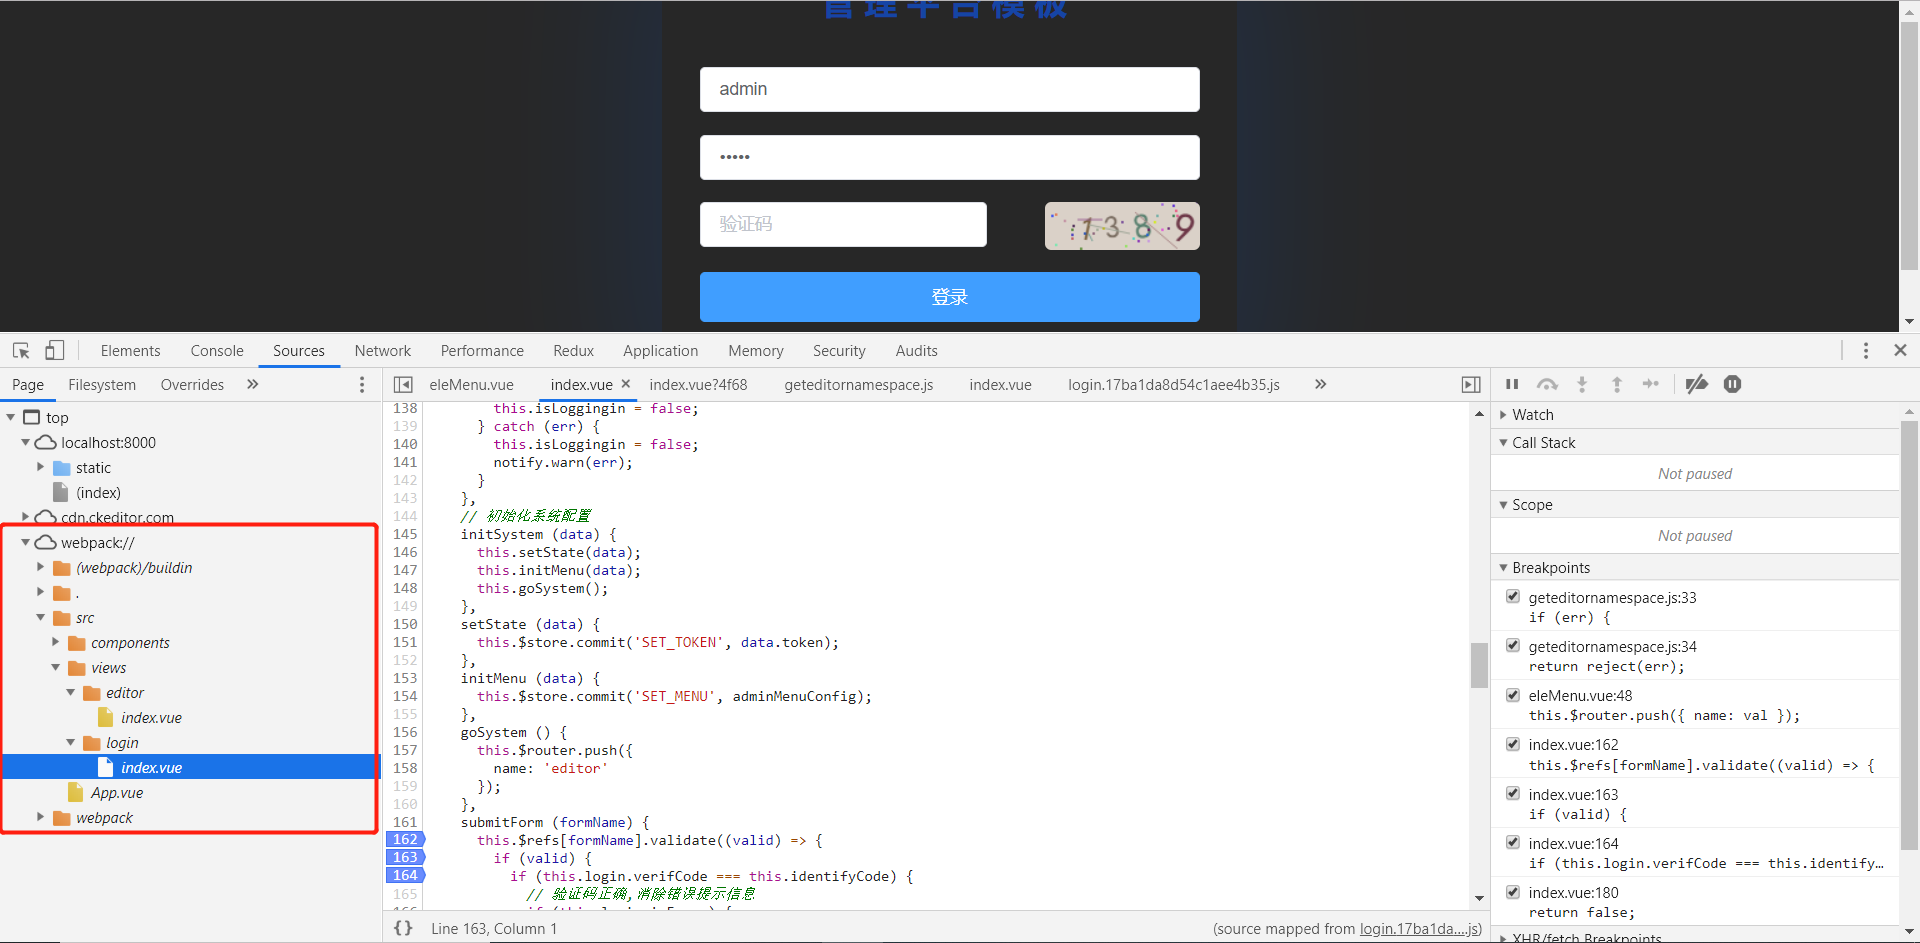 管理平台模板
admin
•••••
验证码
1389
登录
Elements Console Sources Network Performance Redux Application Memory Security Audits
Page Filesystem Overrides »
eleMenu.vue index.vue × index.vue?4f68 geteditornamespace.js index.vue login.17ba1da8d54c1aee4b35.js »
top
localhost:8000
static
(index)
cdn.ckeditor.com
webpack://
(webpack)/buildin
.
src
components
views
editor
index.vue
login
index.vue
App.vue
webpack
138 this.isLoggingin = false;
139 } catch (err) {
140 this.isLoggingin = false;
141 notify.warn(err);
142 }
143 },
144 // 初始化系统配置
145 initSystem (data) {
146 this.setState(data);
147 this.initMenu(data);
148 this.goSystem();
149 },
150 setState (data) {
151 this.$store.commit('SET_TOKEN', data.token);
152 },
153 initMenu (data) {
154 this.$store.commit('SET_MENU', adminMenuConfig);
155 },
156 goSystem () {
157 this.$router.push({
158 name: 'editor'
159 });
160 },
161 submitForm (formName) {
162 this.$refs[formName].validate((valid) => {
163 if (valid) {
164 if (this.login.verifCode === this.identifyCode) {
165 // 验证码正确,消除错误提示信息
{} Line 163, Column 1 (source mapped from login.17ba1da....js)
Watch
Call Stack
Not paused
Scope
Not paused
Breakpoints
geteditornamespace.js:33
if (err) {
geteditornamespace.js:34
return reject(err);
eleMenu.vue:48
this.$router.push({ name: val });
index.vue:162
this.$refs[formName].validate((valid) => {
index.vue:163
if (valid) {
index.vue:164
if (this.login.verifCode === this.identify…
index.vue:180
return false;
XHR/fetch Breakpoints